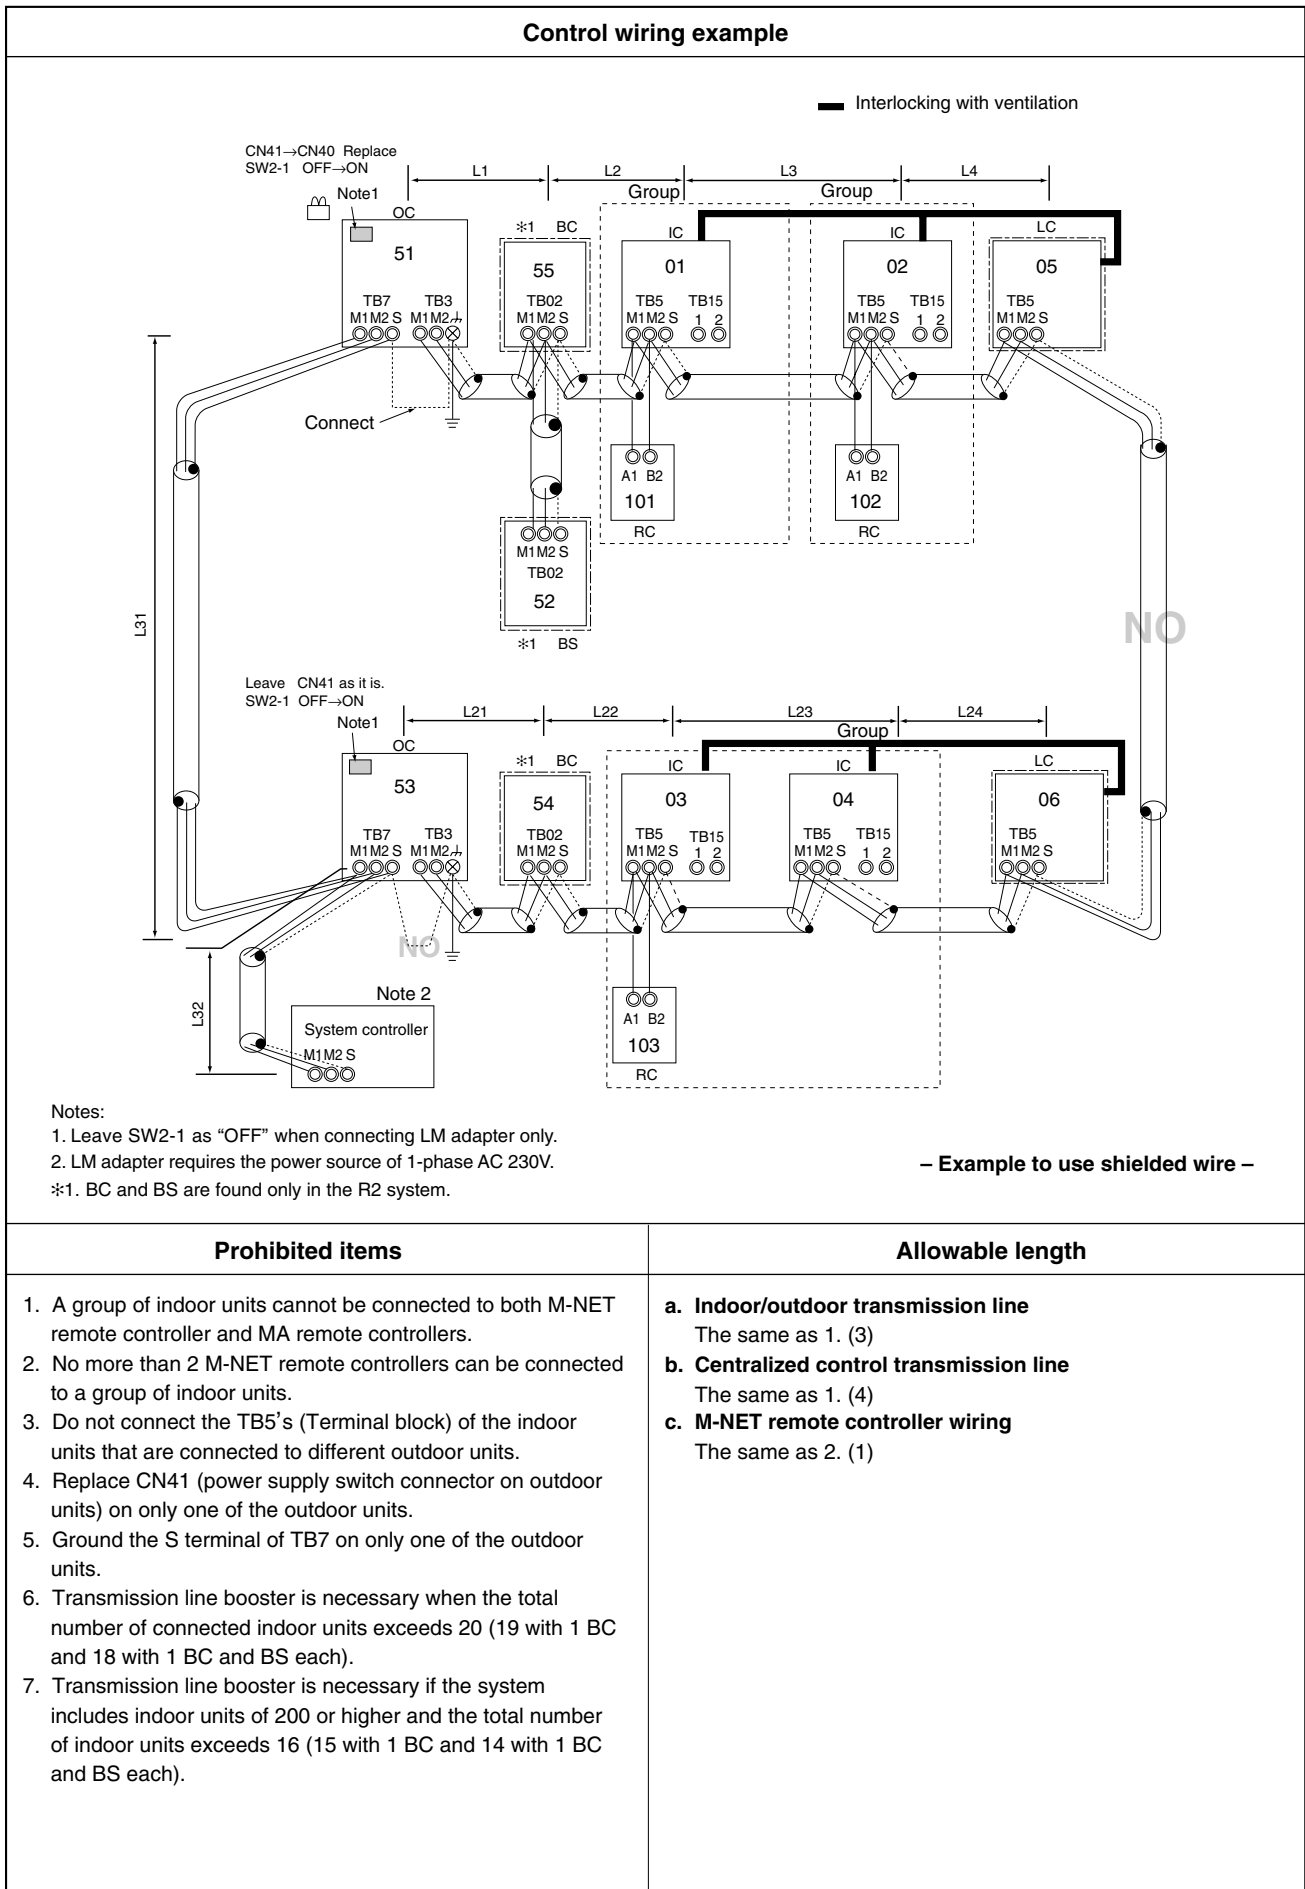 Control wiring example
Interlocking with ventilation
CN41→CN40 Replace
SW2-1 OFF→ON
Note1
L1 L2 L3 L4
Group Group
OC
✻1 BC
IC
IC
LC
51
55
01
02
05
TB7 TB3
M1M2 S M1M2
TB02
M1M2 S
TB5 TB15
M1M2 S 1 2
TB5 TB15
M1M2 S 1 2
TB5
M1M2 S
Connect
A1 B2
101
RC
A1 B2
102
RC
M1M2 S
TB02
52
✻1 BS
L31
NO
Leave CN41 as it is.
SW2-1 OFF→ON
Note1
L21 L22 L23 L24
Group
OC
✻1 BC
IC
IC
LC
53
54
03
04
06
TB7 TB3
M1M2 S M1M2
TB02
M1M2 S
TB5 TB15
M1M2 S 1 2
TB5 TB15
M1M2 S 1 2
TB5
M1M2 S
NO
L32
Note 2
System controller
M1M2 S
A1 B2
103
RC
Notes:
1. Leave SW2-1 as “OFF” when connecting LM adapter only.
2. LM adapter requires the power source of 1-phase AC 230V.
✻1. BC and BS are found only in the R2 system.
– Example to use shielded wire –
Prohibited items
1. A group of indoor units cannot be connected to both M-NET
remote controller and MA remote controllers.
2. No more than 2 M-NET remote controllers can be connected
to a group of indoor units.
3. Do not connect the TB5’s (Terminal block) of the indoor
units that are connected to different outdoor units.
4. Replace CN41 (power supply switch connector on outdoor
units) on only one of the outdoor units.
5. Ground the S terminal of TB7 on only one of the outdoor
units.
6. Transmission line booster is necessary when the total
number of connected indoor units exceeds 20 (19 with 1 BC
and 18 with 1 BC and BS each).
7. Transmission line booster is necessary if the system
includes indoor units of 200 or higher and the total number
of indoor units exceeds 16 (15 with 1 BC and 14 with 1 BC
and BS each).
Allowable length
a. Indoor/outdoor transmission line
The same as 1. (3)
b. Centralized control transmission line
The same as 1. (4)
c. M-NET remote controller wiring
The same as 2. (1)